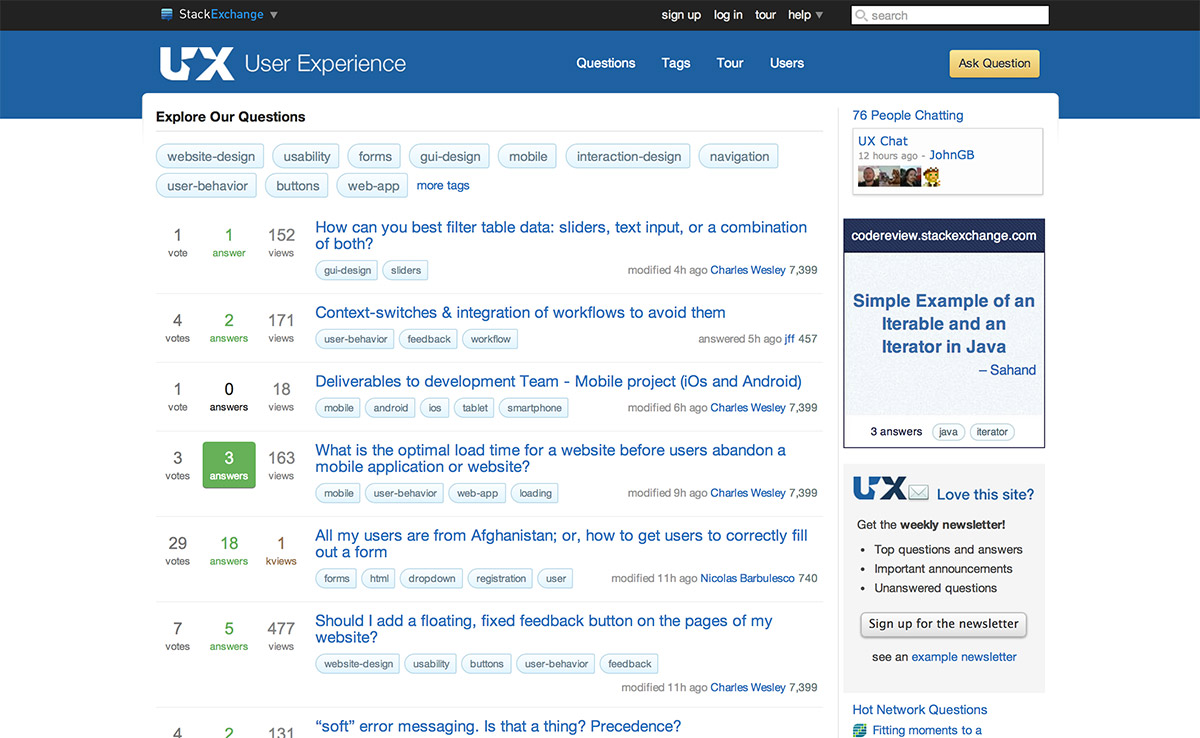 StackExchange ▼
sign up log in tour help ▼
search
UX User Experience
Questions Tags Tour Users
Ask Question
Explore Our Questions
website-design usability forms gui-design mobile interaction-design navigation
user-behavior buttons web-app more tags
1 vote 1 answer 152 views
How can you best filter table data: sliders, text input, or a combination
of both?
gui-design sliders
modified 4h ago Charles Wesley 7,399
4 votes 2 answers 171 views
Context-switches & integration of workflows to avoid them
user-behavior feedback workflow
answered 5h ago jff 457
1 vote 0 answers 18 views
Deliverables to development Team - Mobile project (iOs and Android)
mobile android ios tablet smartphone
modified 6h ago Charles Wesley 7,399
3 votes 3 answers 163 views
What is the optimal load time for a website before users abandon a
mobile application or website?
mobile user-behavior web-app loading
modified 9h ago Charles Wesley 7,399
29 votes 18 answers 1 kviews
All my users are from Afghanistan; or, how to get users to correctly fill
out a form
forms html dropdown registration user
modified 11h ago Nicolas Barbulesco 740
7 votes 5 answers 477 views
Should I add a floating, fixed feedback button on the pages of my
website?
website-design usability buttons user-behavior feedback
modified 11h ago Charles Wesley 7,399
4 2 131
“soft” error messaging. Is that a thing? Precedence?
76 People Chatting
UX Chat
12 hours ago - JohnGB
codereview.stackexchange.com
Simple Example of an
Iterable and an
Iterator in Java
– Sahand
3 answers java iterator
UX Love this site?
Get the weekly newsletter!
• Top questions and answers
• Important announcements
• Unanswered questions
Sign up for the newsletter
see an example newsletter
Hot Network Questions
Fitting moments to a